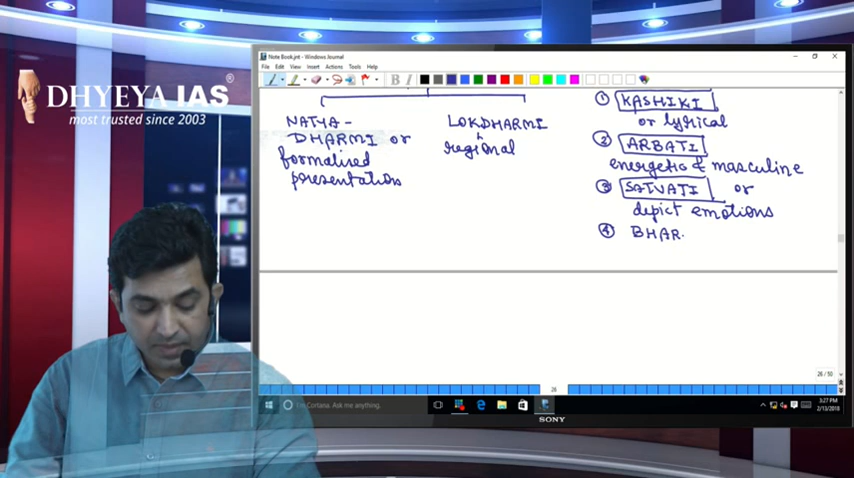 DHYEYA IAS®
most trusted since 2003
Note Book.jnt - Windows Journal
File Edit View Insert Actions Tools Help
NATYA -
DHARMI or
formalised
presentations
LOKDHARMI
regional
① KASHIKI
or lyrical
② ARBATI
energetic & masculine
③ SATVATI or
depict emotions
④ BHAR.
26 / 50
26
I'm Cortana. Ask me anything.
3:27 PM
2/13/2018
SONY